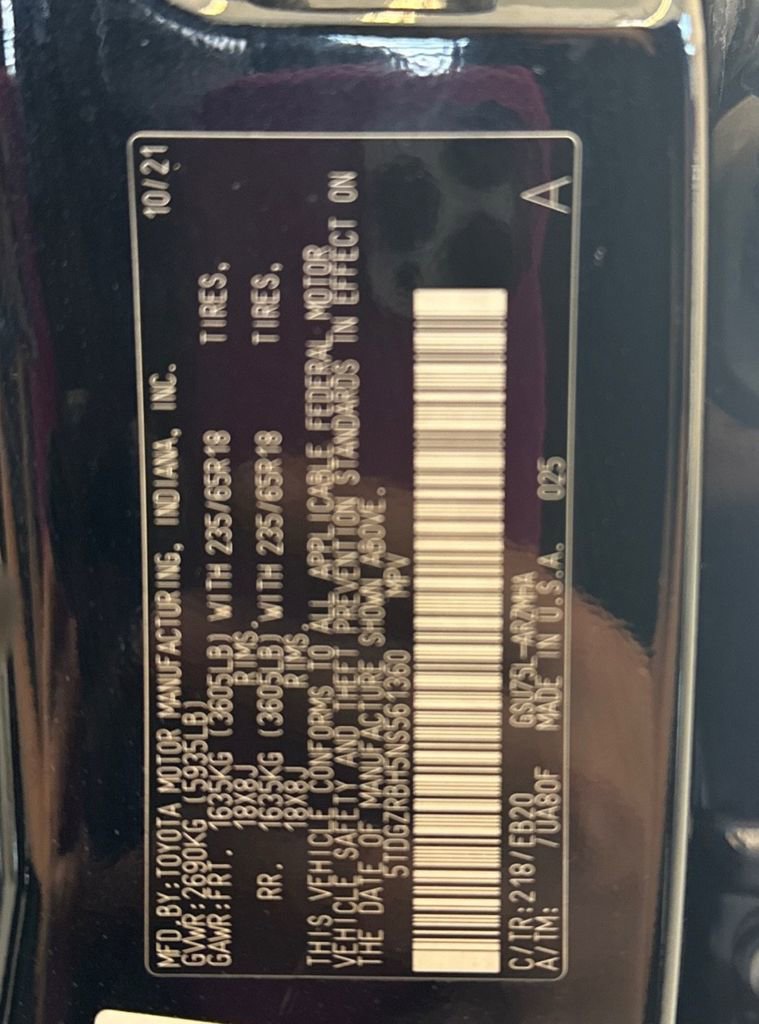 MFD.BY:TOYOTA MOTOR MANUFACTURING, INDIANA, INC. 10/21
GVWR:2690KG (5935LB)
GAWR:FRT. 1635KG (3605LB) WITH 235/65R18 TIRES,
18X8J RIMS.
RR. 1635KG (3605LB) WITH 235/65R18 TIRES,
18X8J RIMS.
THIS VEHICLE CONFORMS TO ALL APPLICABLE FEDERAL MOTOR
VEHICLE SAFETY AND THEFT PREVENTION STANDARDS IN EFFECT ON
THE DATE OF MANUFACTURE SHOWN ABOVE.
5TDGZRBH5NS561360 MPV
C/TR:218/EB20 GSU75L-ARZNHA
A/TM: /UA80F MADE IN U.S.A. 025 A